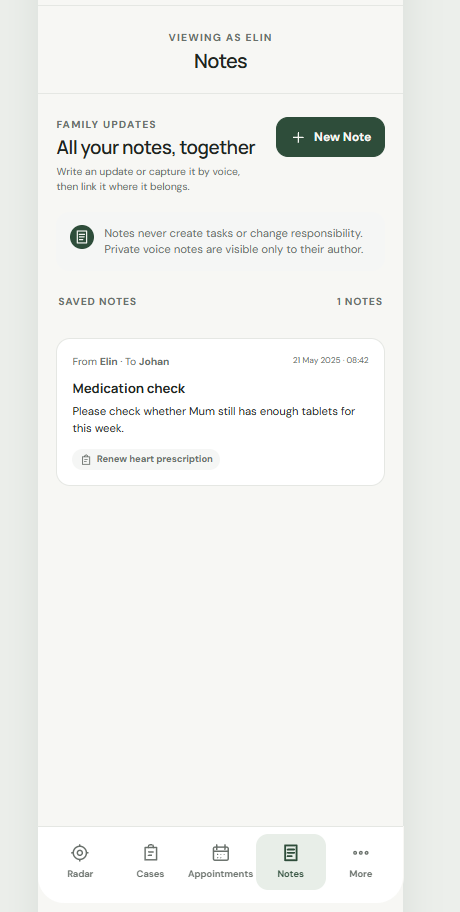 VIEWING AS ELIN
Notes
FAMILY UPDATES
All your notes, together
Write an update or capture it by voice,
then link it where it belongs.
New Note
Notes never create tasks or change responsibility.
Private voice notes are visible only to their author.
SAVED NOTES
1 NOTES
From Elin · To Johan
21 May 2025 · 08:42
Medication check
Please check whether Mum still has enough tablets for
this week.
Renew heart prescription
Radar
Cases
Appointments
Notes
More